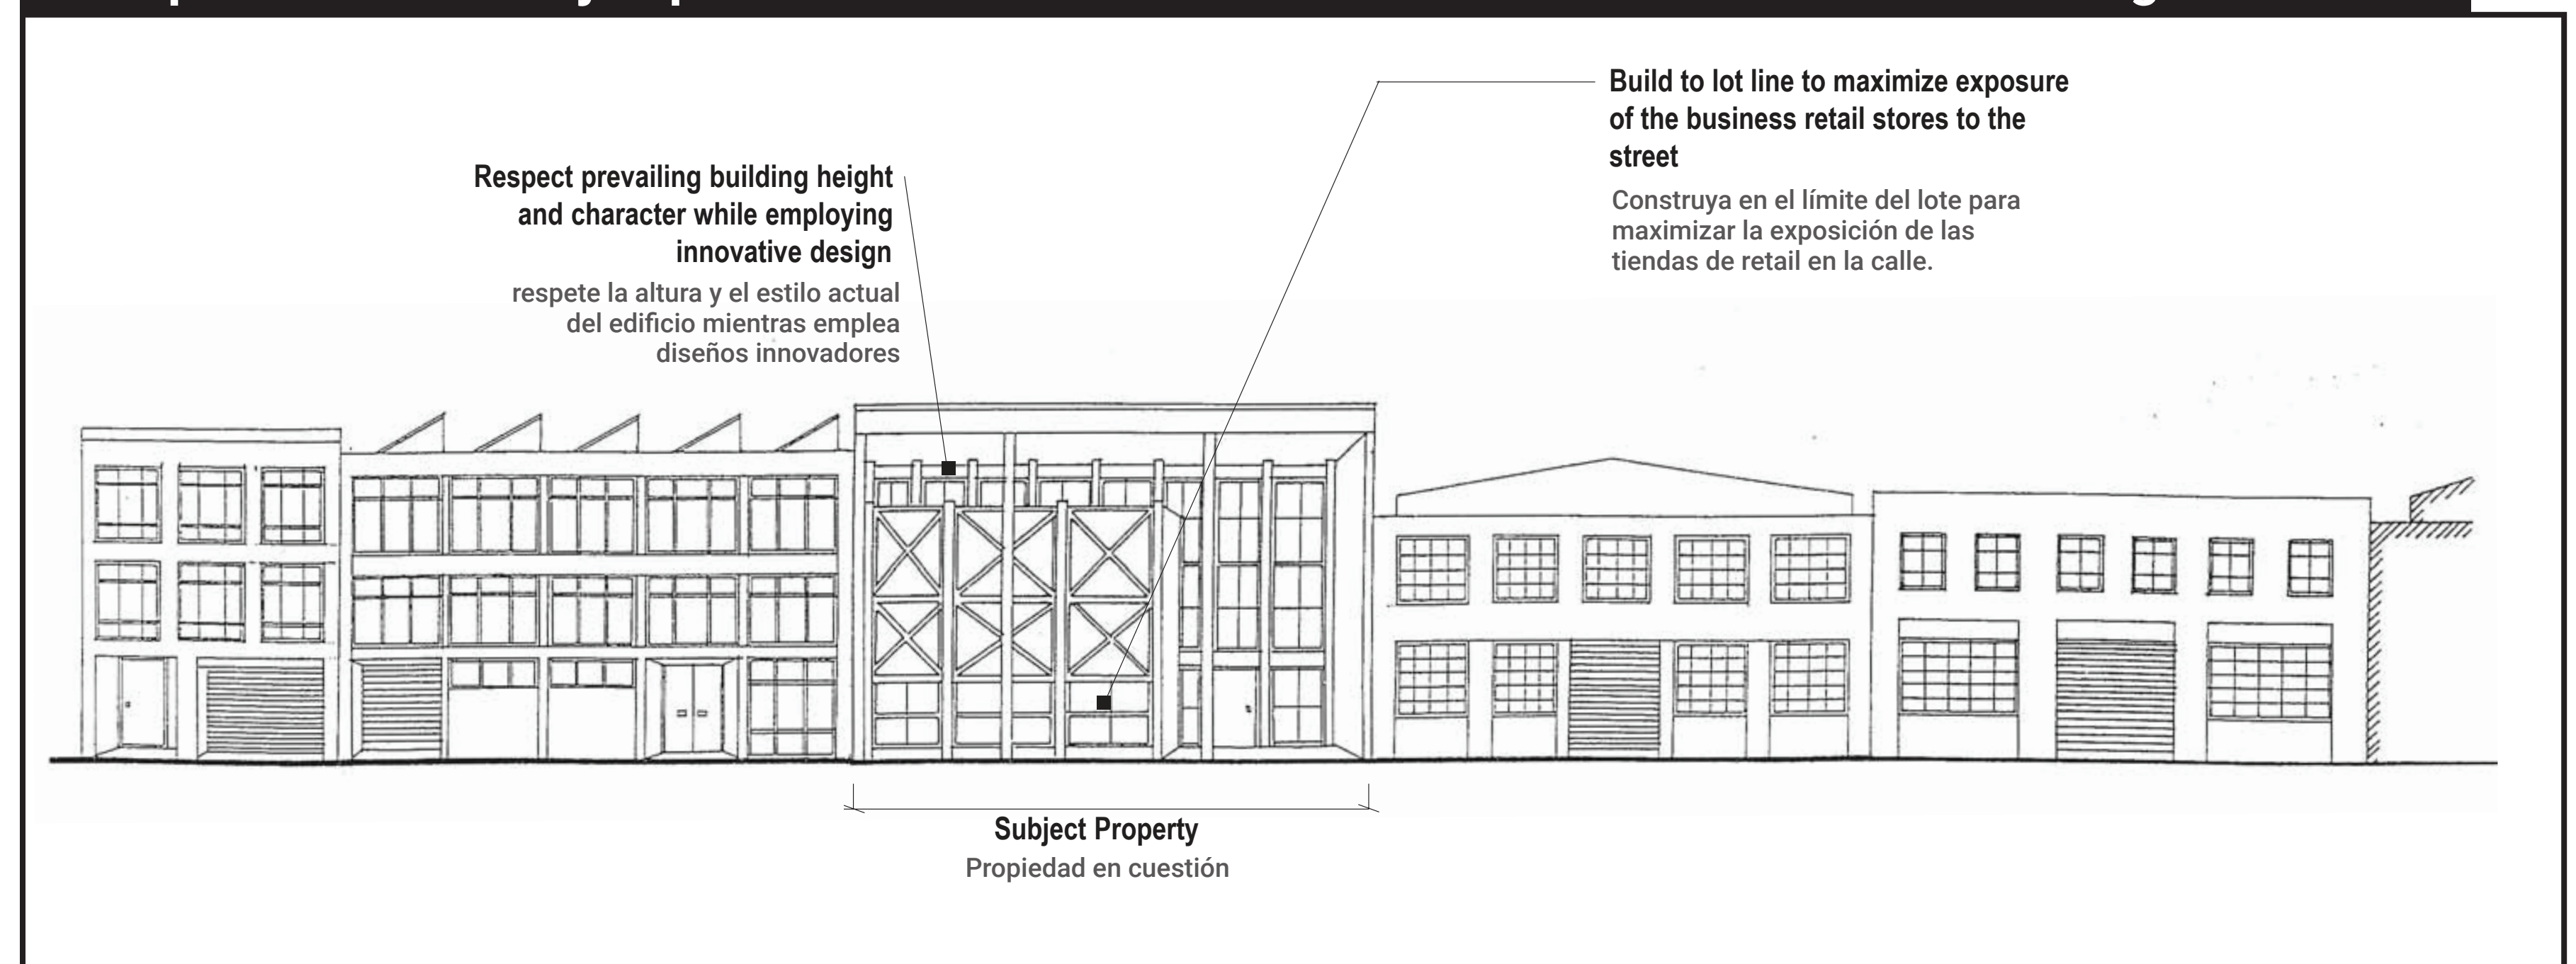 Respect prevailing building height
and character while employing
innovative design
respete la altura y el estilo actual
del edificio mientras emplea
diseños innovadores
Build to lot line to maximize exposure
of the business retail stores to the
street
Construya en el límite del lote para
maximizar la exposición de las
tiendas de retail en la calle.
Subject Property
Propiedad en cuestión